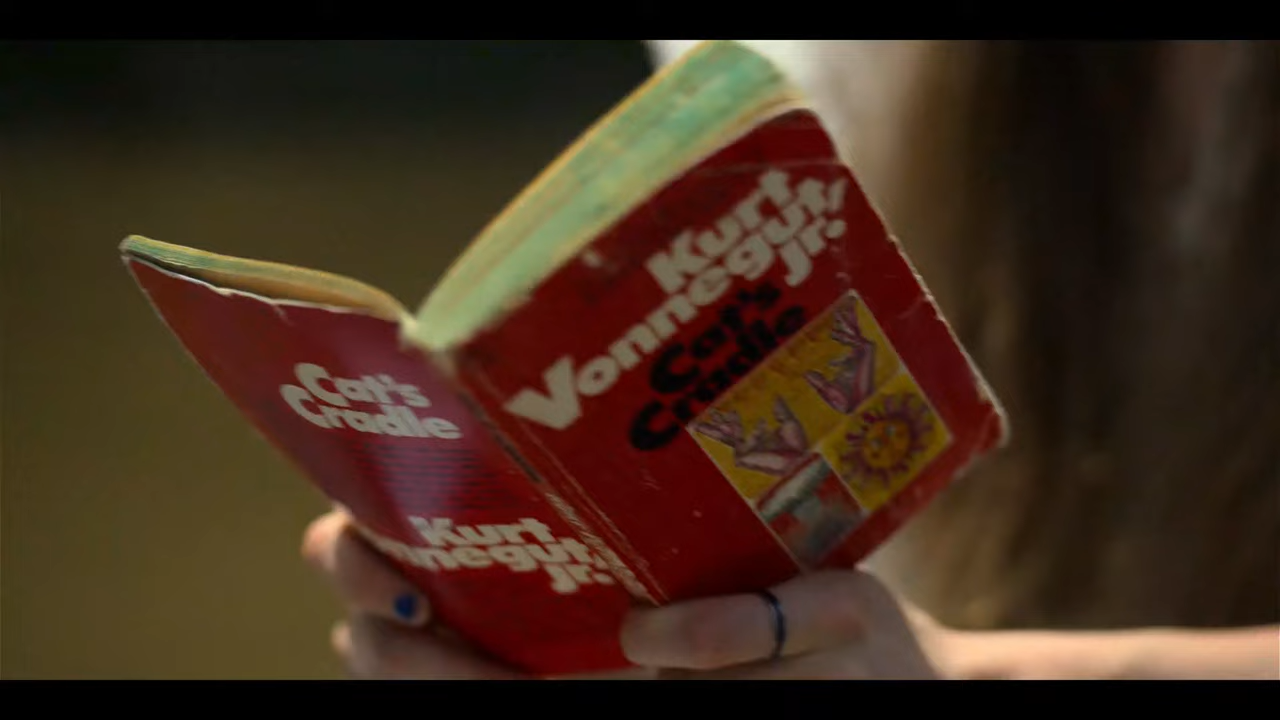 Cat's
Cradle
Kurt
Vonnegut,
jr.
Cat's
Cradle
Kurt
Vonnegut,
jr.